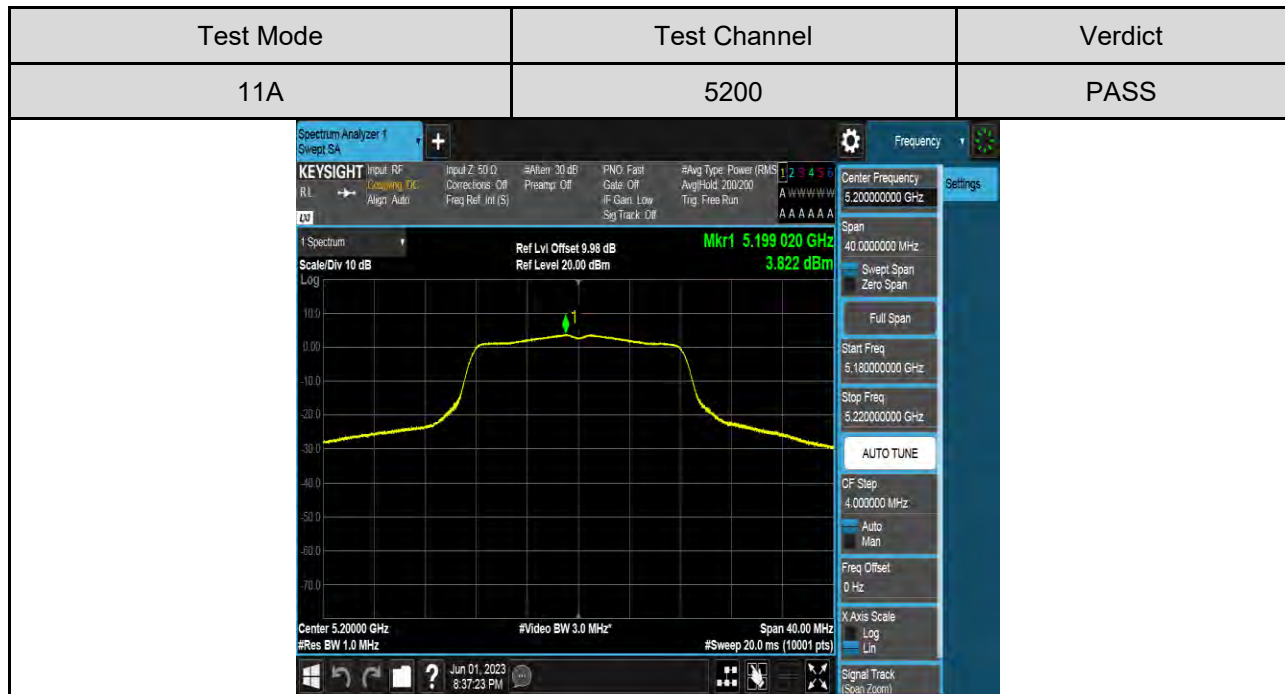 Test Mode Test Channel Verdict
11A 5200 PASS
Spectrum Analyzer 1
Swept SA
+
Frequency
KEYSIGHT
RL
LXI
Input: RF
Coupling: DC
Align: Auto
Input Z: 50 Ω
Corrections: Off
Freq Ref: Int (S)
#Atten: 30 dB
Preamp: Off
PNO: Fast
Gate: Off
IF Gain: Low
Sig Track: Off
#Avg Type: Power (RMS
Avg|Hold: 200/200
Trig: Free Run
1 2 3 4 5 6
A W W W W W
A A A A A A
1 Spectrum
Scale/Div 10 dB
Log
Ref Lvl Offset 9.98 dB
Ref Level 20.00 dBm
Mkr1 5.199 020 GHz
3.822 dBm
1
10.0
0.00
-10.0
-20.0
-30.0
-40.0
-50.0
-60.0
-70.0
Center 5.20000 GHz
#Res BW 1.0 MHz
#Video BW 3.0 MHz*
Span 40.00 MHz
#Sweep 20.0 ms (10001 pts)
?
Jun 01, 2023
8:37:23 PM
Settings
Center Frequency
5.200000000 GHz
Span
40.0000000 MHz
Swept Span
Zero Span
Full Span
Start Freq
5.180000000 GHz
Stop Freq
5.220000000 GHz
AUTO TUNE
CF Step
4.000000 MHz
Auto
Man
Freq Offset
0 Hz
X Axis Scale
Log
Lin
Signal Track
(Span Zoom)